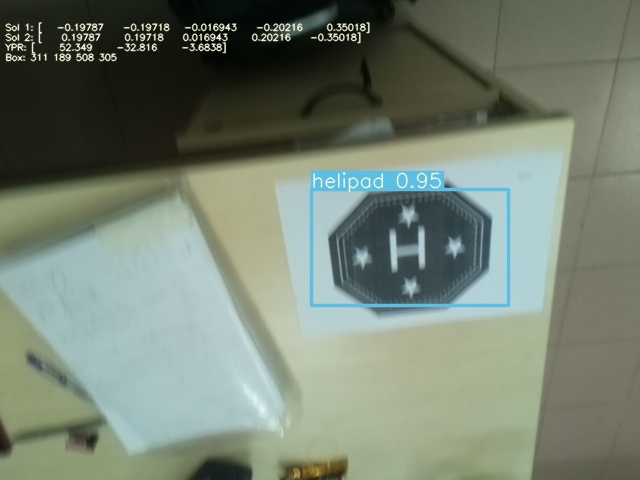 Sol 1: [ -0.19787 -0.19718 -0.016943 -0.20216 0.35018]
Sol 2: [ 0.19787 0.19718 0.016943 0.20216 -0.35018]
YPR: [ 52.349 -32.816 -3.6838]
Box: 311 189 508 305
helipad 0.95
H